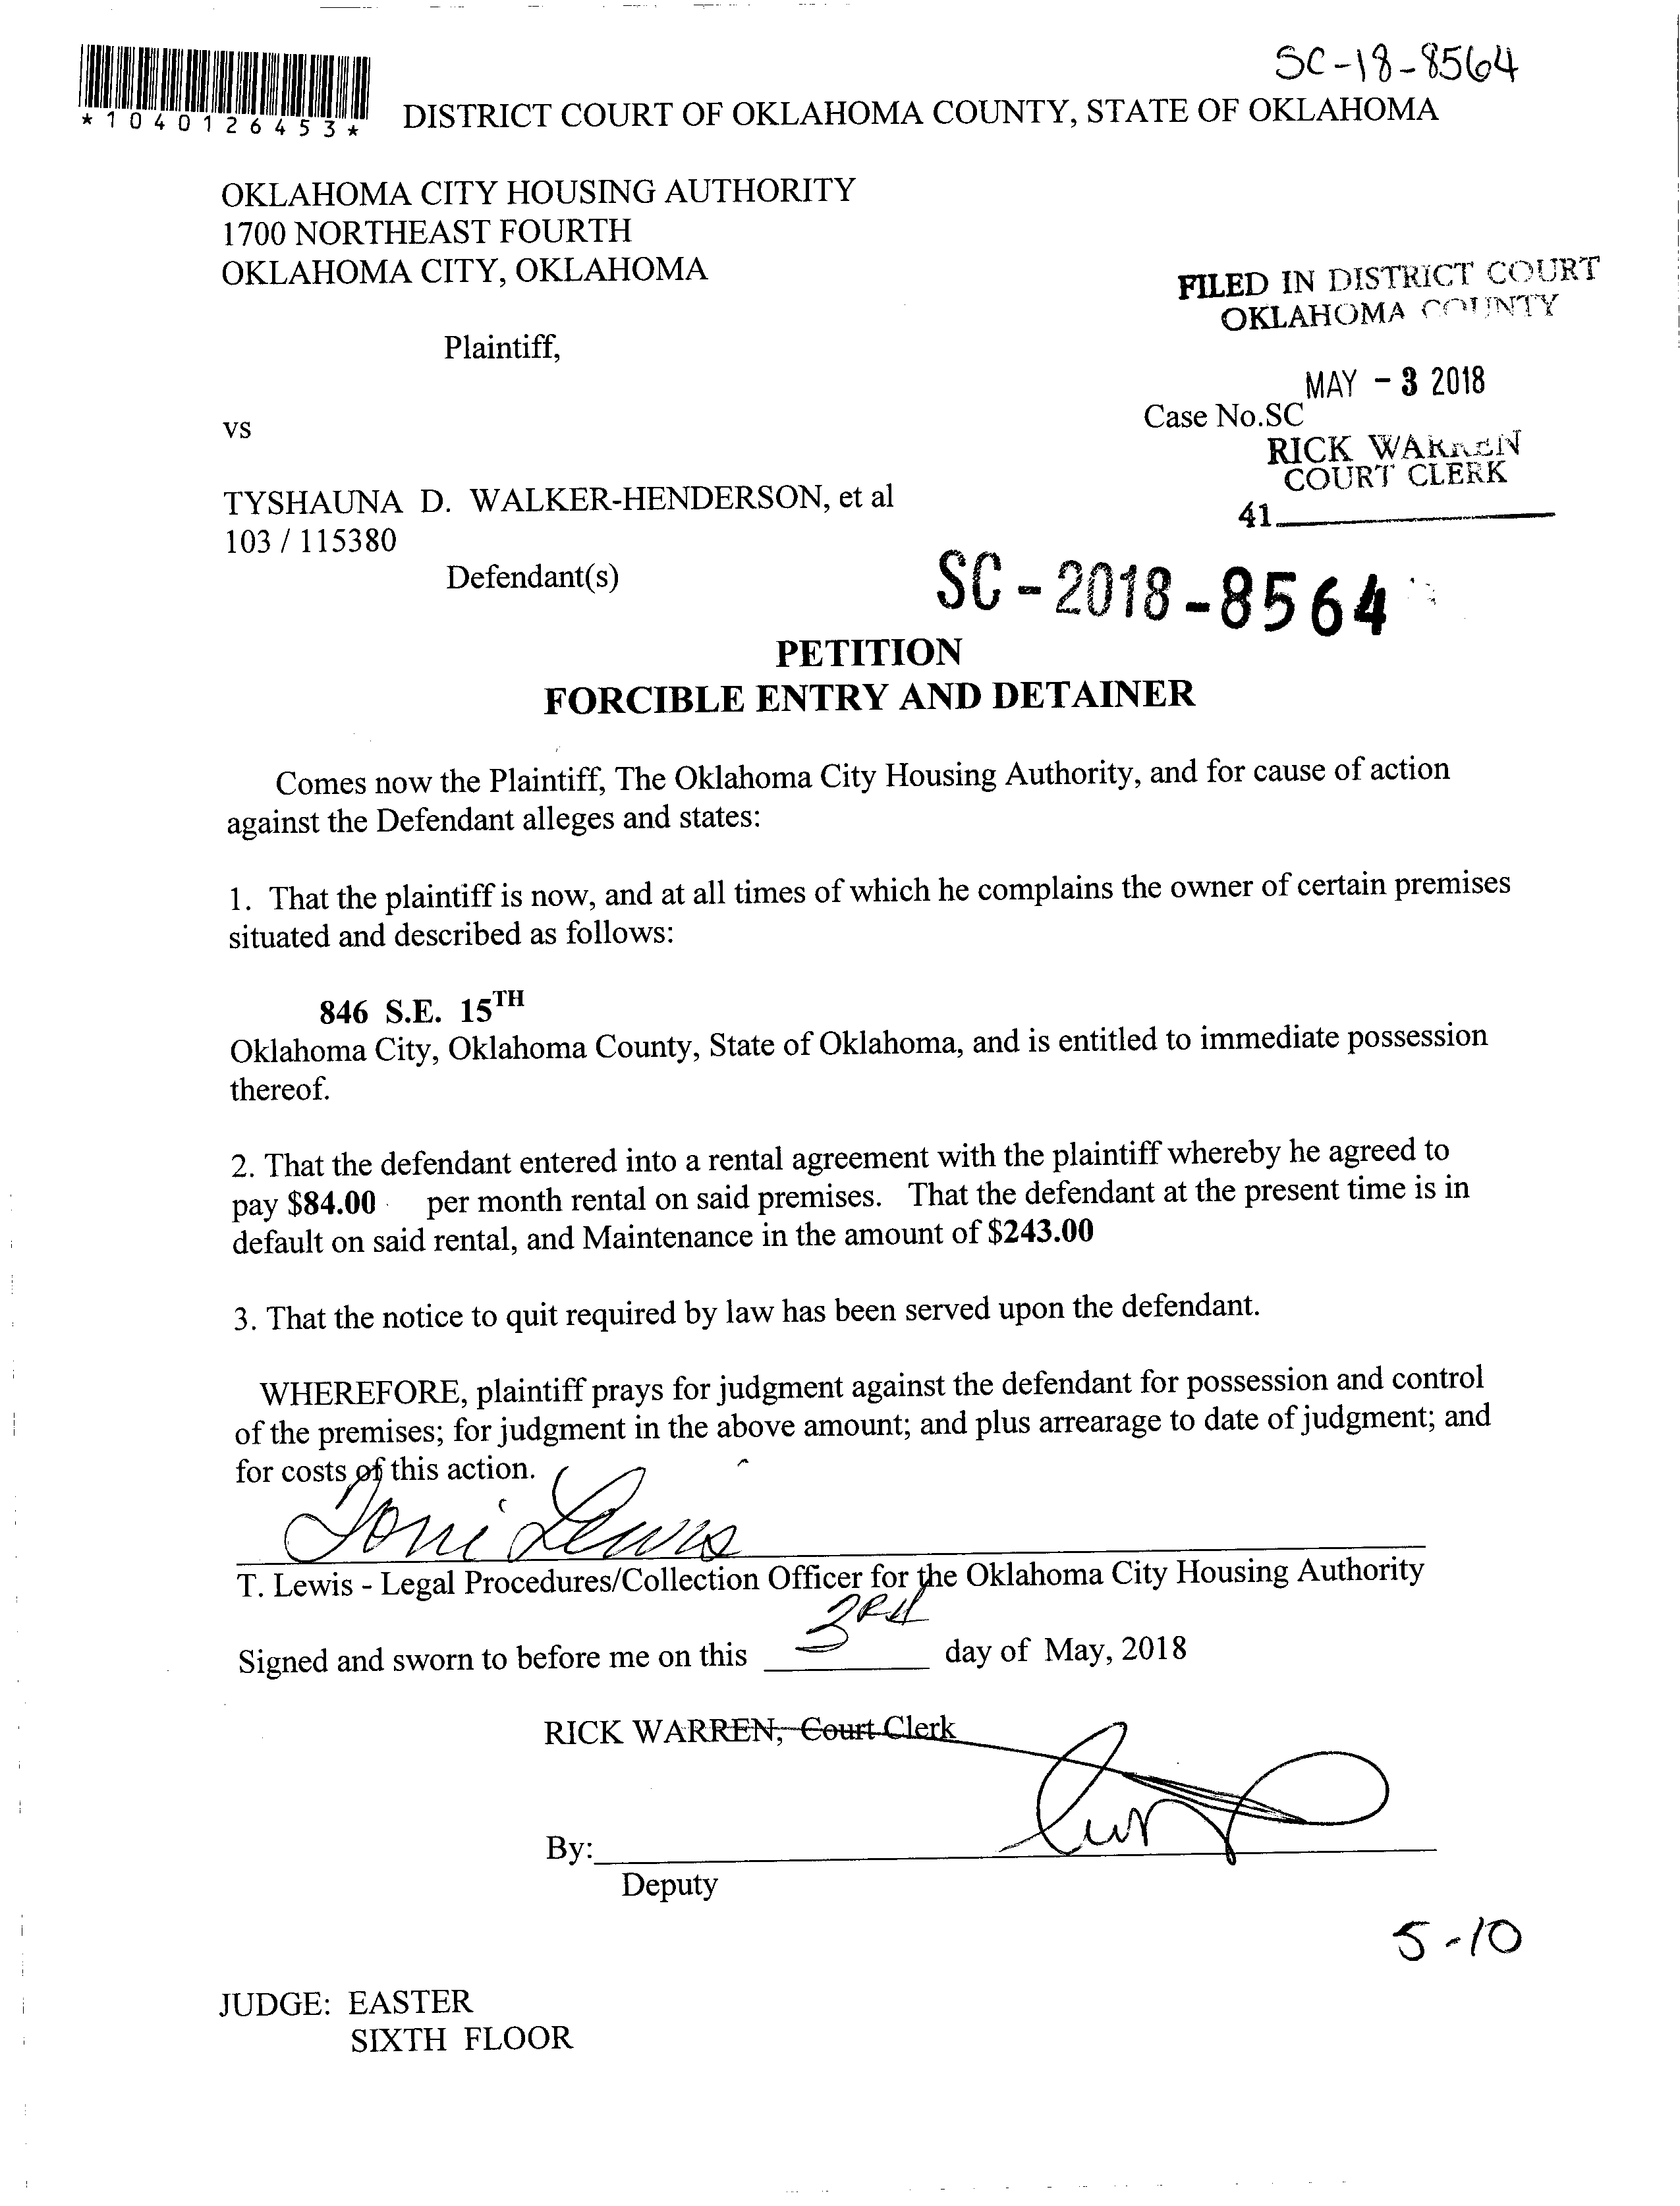 SC-18-8564
*1040126453*
DISTRICT COURT OF OKLAHOMA COUNTY, STATE OF OKLAHOMA
OKLAHOMA CITY HOUSING AUTHORITY
1700 NORTHEAST FOURTH
OKLAHOMA CITY, OKLAHOMA
FILED IN DISTRICT COURT
OKLAHOMA COUNTY
Plaintiff,
MAY - 3 2018
Case No.SC
vs
RICK WARREN
COURT CLERK
TYSHAUNA D. WALKER-HENDERSON, et al
41
103 / 115380
Defendant(s)
SC-2018-8564
PETITION
FORCIBLE ENTRY AND DETAINER
Comes now the Plaintiff, The Oklahoma City Housing Authority, and for cause of action
against the Defendant alleges and states:
1. That the plaintiff is now, and at all times of which he complains the owner of certain premises
situated and described as follows:
846 S.E. 15TH
Oklahoma City, Oklahoma County, State of Oklahoma, and is entitled to immediate possession
thereof.
2. That the defendant entered into a rental agreement with the plaintiff whereby he agreed to
pay $84.00 per month rental on said premises. That the defendant at the present time is in
default on said rental, and Maintenance in the amount of $243.00
3. That the notice to quit required by law has been served upon the defendant.
WHEREFORE, plaintiff prays for judgment against the defendant for possession and control
of the premises; for judgment in the above amount; and plus arrearage to date of judgment; and
for costs of this action.
Toni Lewis
T. Lewis - Legal Procedures/Collection Officer for the Oklahoma City Housing Authority
Signed and sworn to before me on this 3rd day of May, 2018
RICK WARREN, Court Clerk
By:
Deputy
5-10
JUDGE: EASTER
SIXTH FLOOR